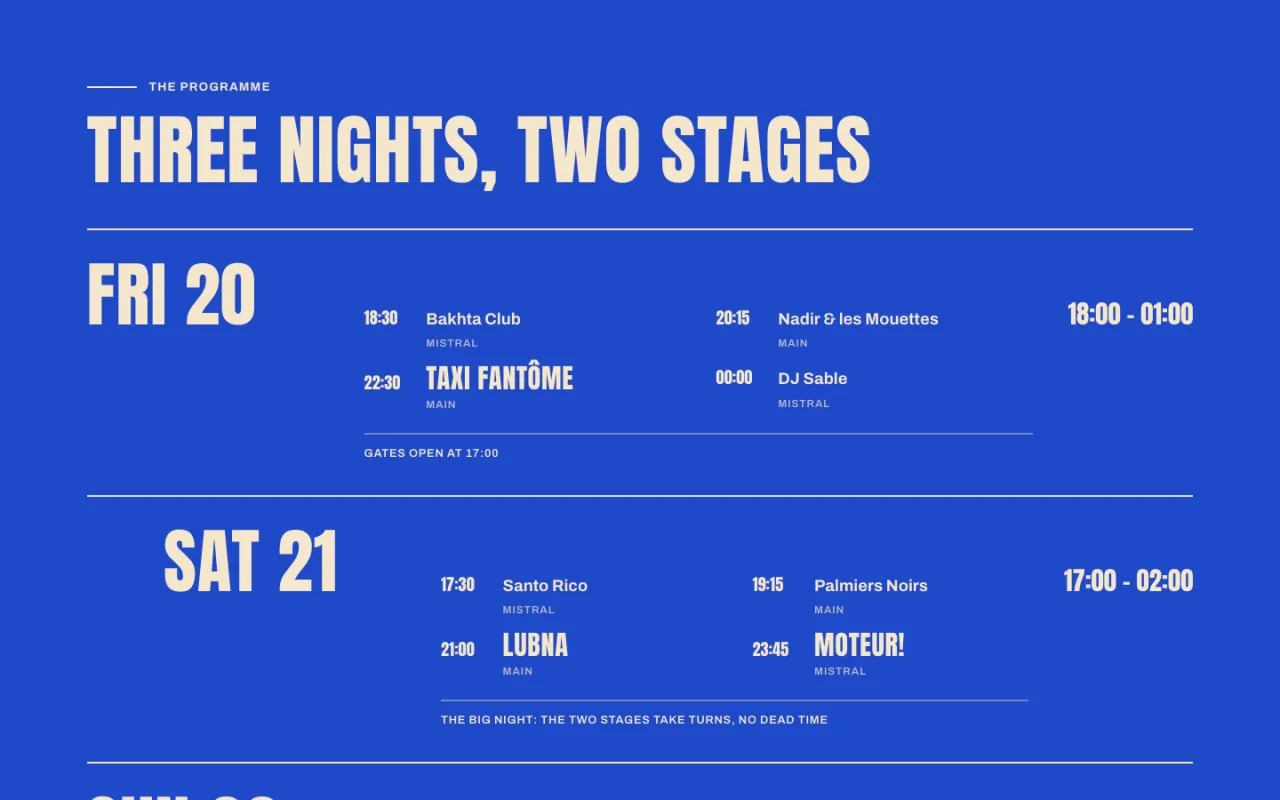 THE PROGRAMME
THREE NIGHTS, TWO STAGES
FRI 20
18:30 Bakhta Club
MISTRAL
20:15 Nadir & les Mouettes
MAIN
22:30 TAXI FANTÔME
MAIN
00:00 DJ Sable
MISTRAL
18:00 - 01:00
GATES OPEN AT 17:00
SAT 21
17:30 Santo Rico
MISTRAL
19:15 Palmiers Noirs
MAIN
21:00 LUBNA
MAIN
23:45 MOTEUR!
MISTRAL
17:00 - 02:00
THE BIG NIGHT: THE TWO STAGES TAKE TURNS, NO DEAD TIME